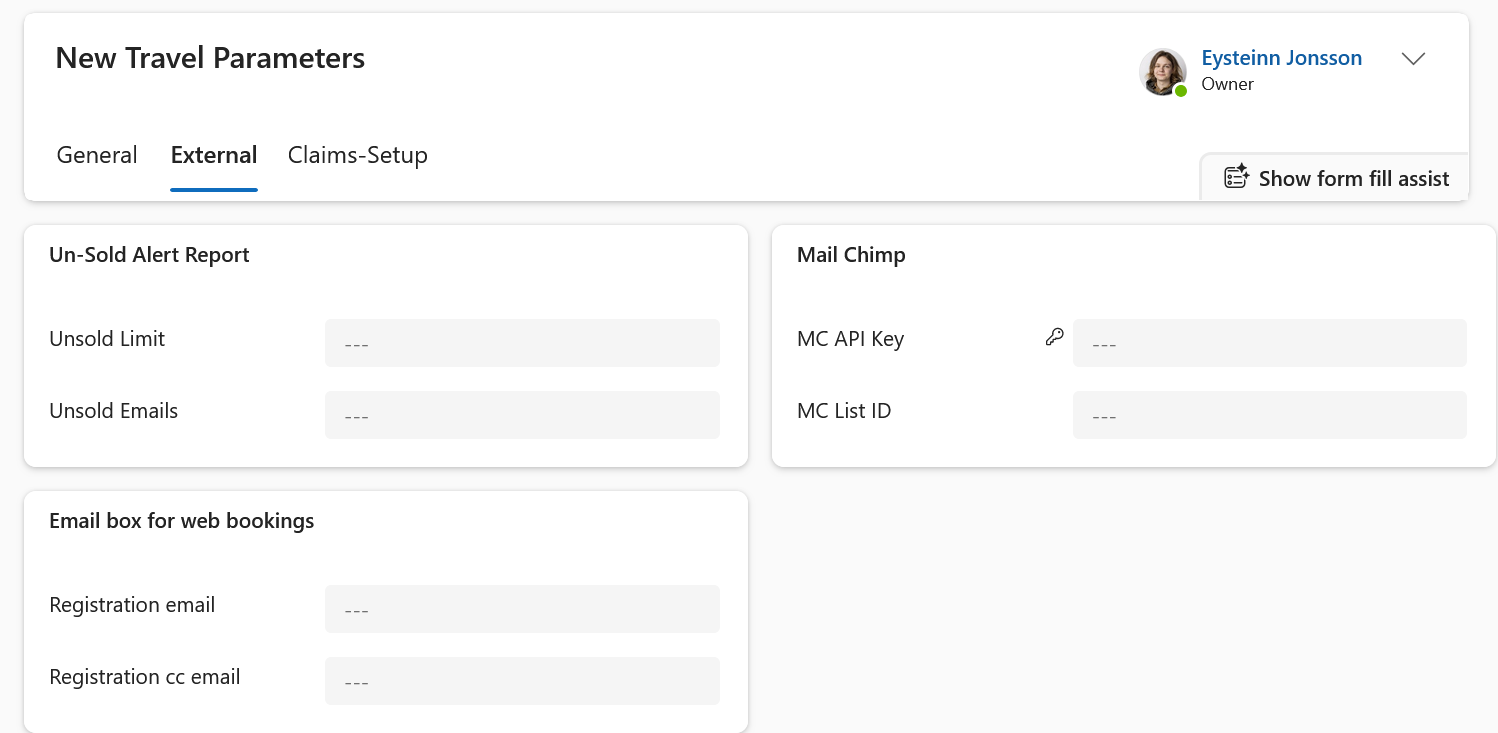 New Travel Parameters
Eysteinn Jonsson
Owner
General External Claims-Setup
Show form fill assist
Un-Sold Alert Report
Unsold Limit ---
Unsold Emails ---
Mail Chimp
MC API Key ---
MC List ID ---
Email box for web bookings
Registration email ---
Registration cc email ---